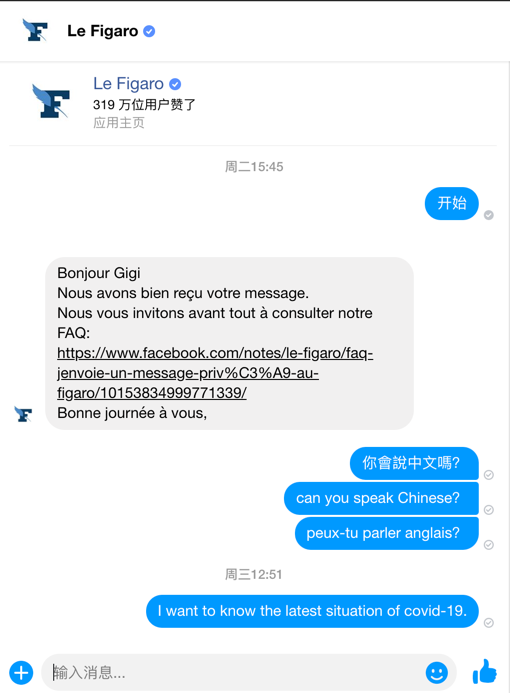 Le Figaro
Le Figaro
319 万位用户赞了
应用主页
周二15:45
开始
Bonjour Gigi
Nous avons bien reçu votre message.
Nous vous invitons avant tout à consulter notre
FAQ:
https://www.facebook.com/notes/le-figaro/faq-
jenvoie-un-message-priv%C3%A9-au-
figaro/10153834999771339/
Bonne journée à vous,
你會說中文嗎?
can you speak Chinese?
peux-tu parler anglais?
周三12:51
I want to know the latest situation of covid-19.
输入消息...